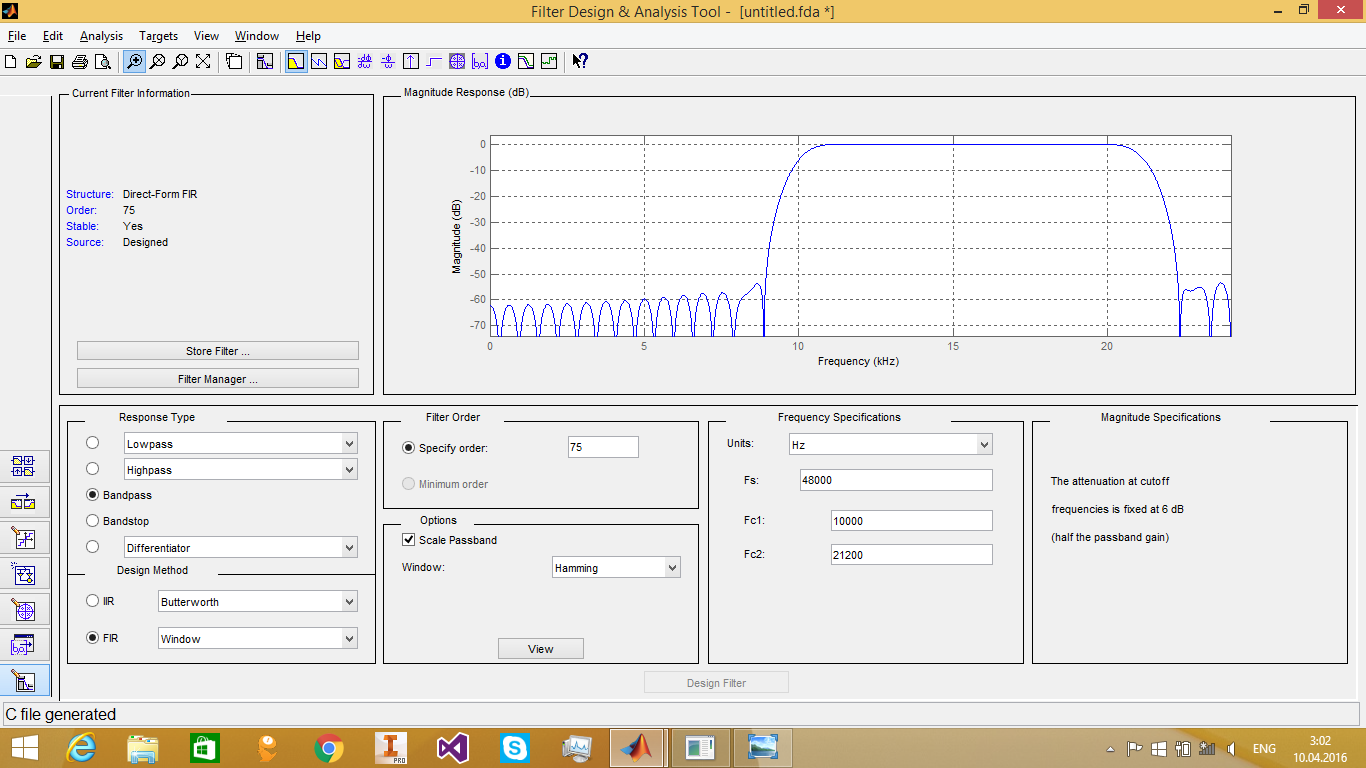 Filter Design & Analysis Tool - [untitled.fda *]
File Edit Analysis Targets View Window Help
Current Filter Information
Structure: Direct-Form FIR
Order: 75
Stable: Yes
Source: Designed
Store Filter ...
Filter Manager ...
Magnitude Response (dB)
Magnitude (dB)
0
-10
-20
-30
-40
-50
-60
-70
0 5 10 15 20
Frequency (kHz)
Response Type
Lowpass
Highpass
Bandpass
Bandstop
Differentiator
Design Method
IIR Butterworth
FIR Window
Filter Order
Specify order: 75
Minimum order
Options
Scale Passband
Window: Hamming
View
Frequency Specifications
Units: Hz
Fs: 48000
Fc1: 10000
Fc2: 21200
Magnitude Specifications
The attenuation at cutoff
frequencies is fixed at 6 dB
(half the passband gain)
Design Filter
C file generated
PRO
ENG
3:02
10.04.2016